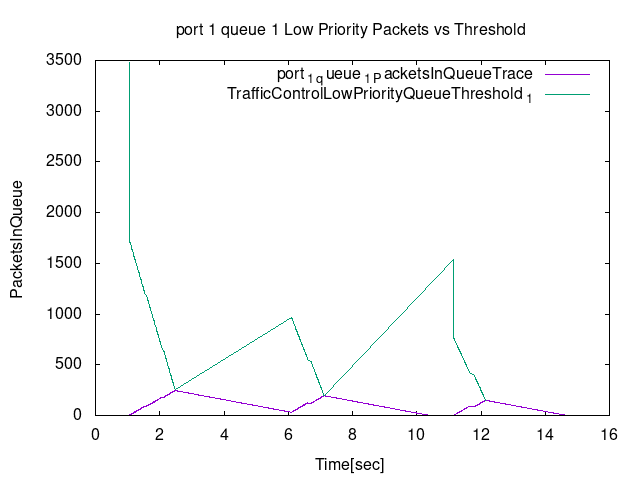 port 1 queue 1 Low Priority Packets vs Threshold
port 1 q ueue 1 P acketsInQueueTrace
TrafficControlLowPriorityQueueThreshold 1
PacketsInQueue
3500
3000
2500
2000
1500
1000
500
0
0 2 4 6 8 10 12 14 16
Time[sec]